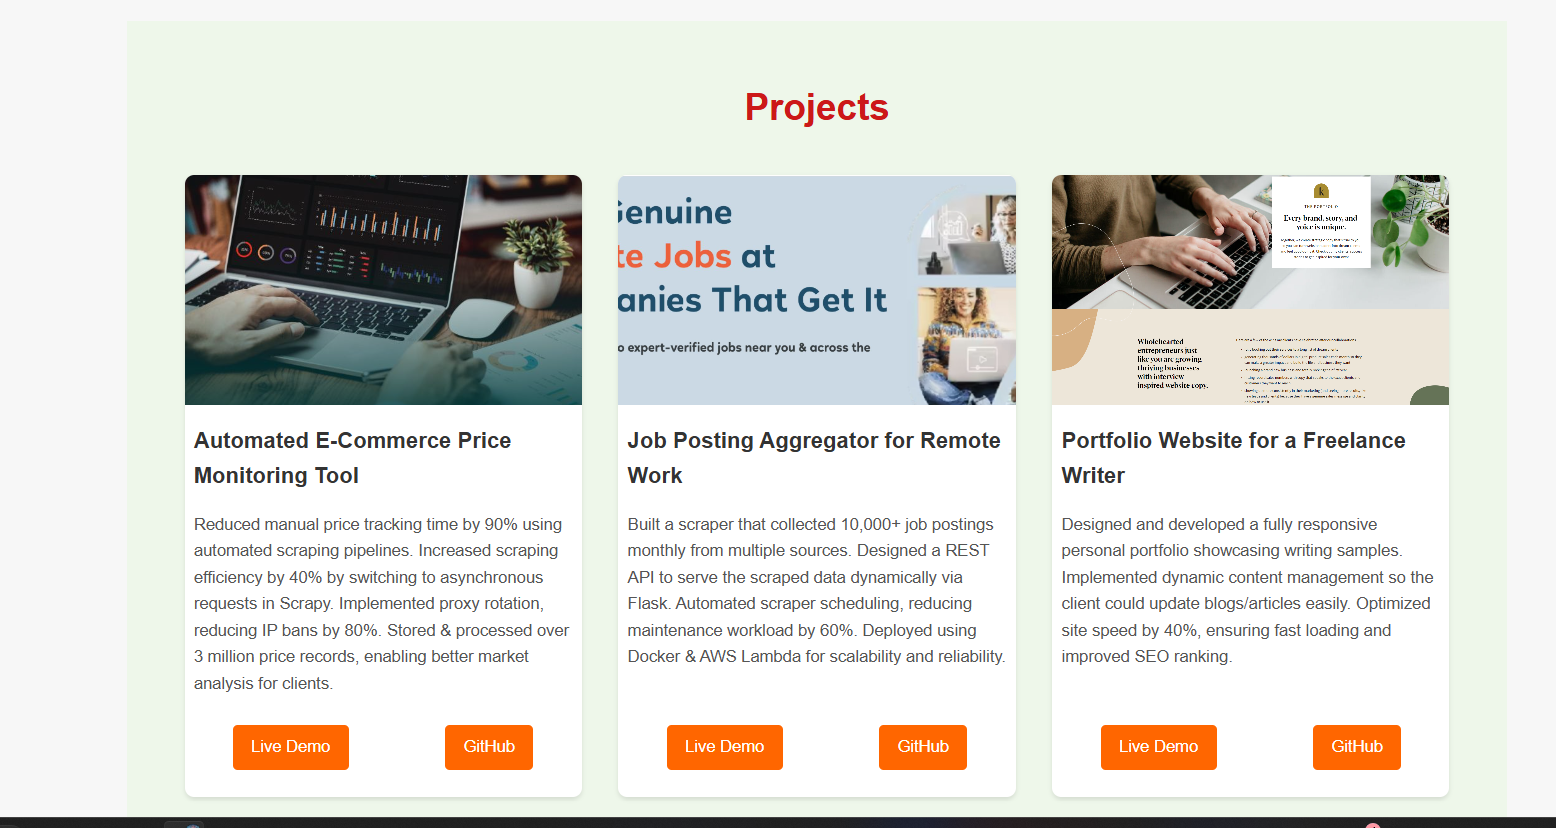 Projects
Genuine
te Jobs at
anies That Get It
o expert-verified jobs near you & across the
k
THE PORTFOLIO
Every brand, story, and
voice is unique.
Wholehearted
entrepreneurs just
like you are growing
thriving businesses
with interview
inspired website copy.
Automated E-Commerce Price
Monitoring Tool
Reduced manual price tracking time by 90% using
automated scraping pipelines. Increased scraping
efficiency by 40% by switching to asynchronous
requests in Scrapy. Implemented proxy rotation,
reducing IP bans by 80%. Stored & processed over
3 million price records, enabling better market
analysis for clients.
Live Demo
GitHub
Job Posting Aggregator for Remote
Work
Built a scraper that collected 10,000+ job postings
monthly from multiple sources. Designed a REST
API to serve the scraped data dynamically via
Flask. Automated scraper scheduling, reducing
maintenance workload by 60%. Deployed using
Docker & AWS Lambda for scalability and reliability.
Live Demo
GitHub
Portfolio Website for a Freelance
Writer
Designed and developed a fully responsive
personal portfolio showcasing writing samples.
Implemented dynamic content management so the
client could update blogs/articles easily. Optimized
site speed by 40%, ensuring fast loading and
improved SEO ranking.
Live Demo
GitHub